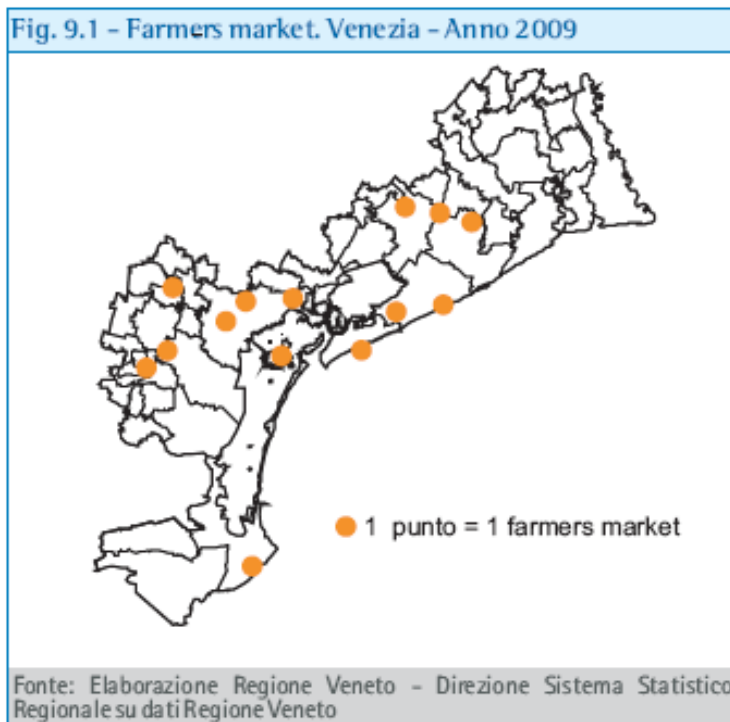 Fig. 9.1 - Farmers market. Venezia - Anno 2009
1 punto = 1 farmers market
Fonte: Elaborazione Regione Veneto - Direzione Sistema Statistico
Regionale su dati Regione Veneto